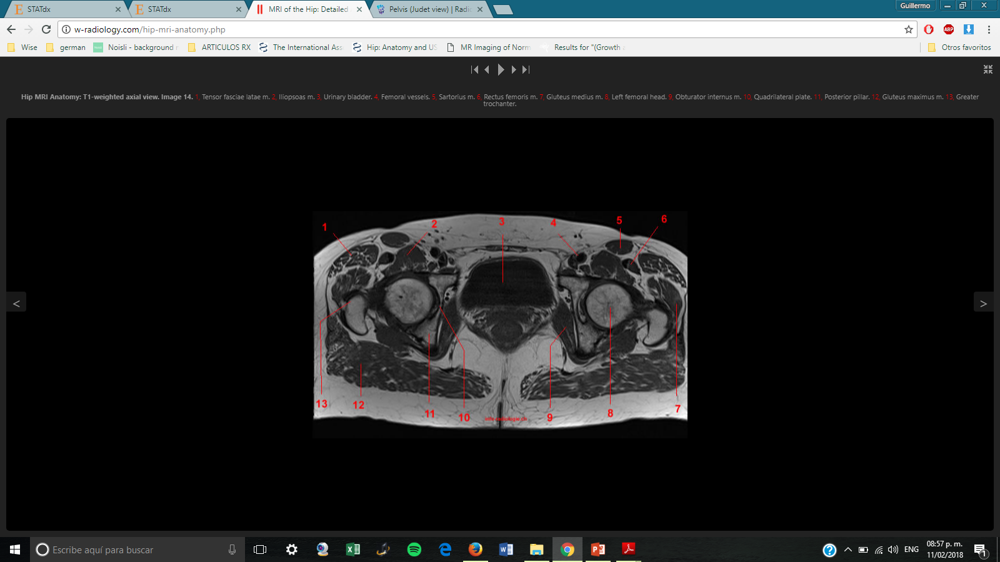 STATdx
STATdx
MRI of the Hip: Detailed
Pelvis (Judet view) | Radi
Guillermo
w-radiology.com/hip-mri-anatomy.php
ABP
Wise
german
Noisli - background
ARTICULOS RX
The International Ass
Hip: Anatomy and US
MR Imaging of Norm
Results for "(Growth
Otros favoritos
Hip MRI Anatomy: T1-weighted axial view. Image 14. 1, Tensor fasciae latae m. 2, Iliopsoas m. 3, Urinary bladder. 4, Femoral vessels. 5, Sartorius m. 6, Rectus femoris m. 7, Gluteus medius m. 8, Left femoral head. 9, Obturator internus m. 10, Quadrilateral plate. 11, Posterior pillar. 12, Gluteus maximus m. 13, Greater
trochanter.
1
2
3
4
5
6
<
>
13
12
11
10
9
8
7
info-radiologie.ch
Escribe aquí para buscar
ENG
08:57 p. m.
11/02/2018
1